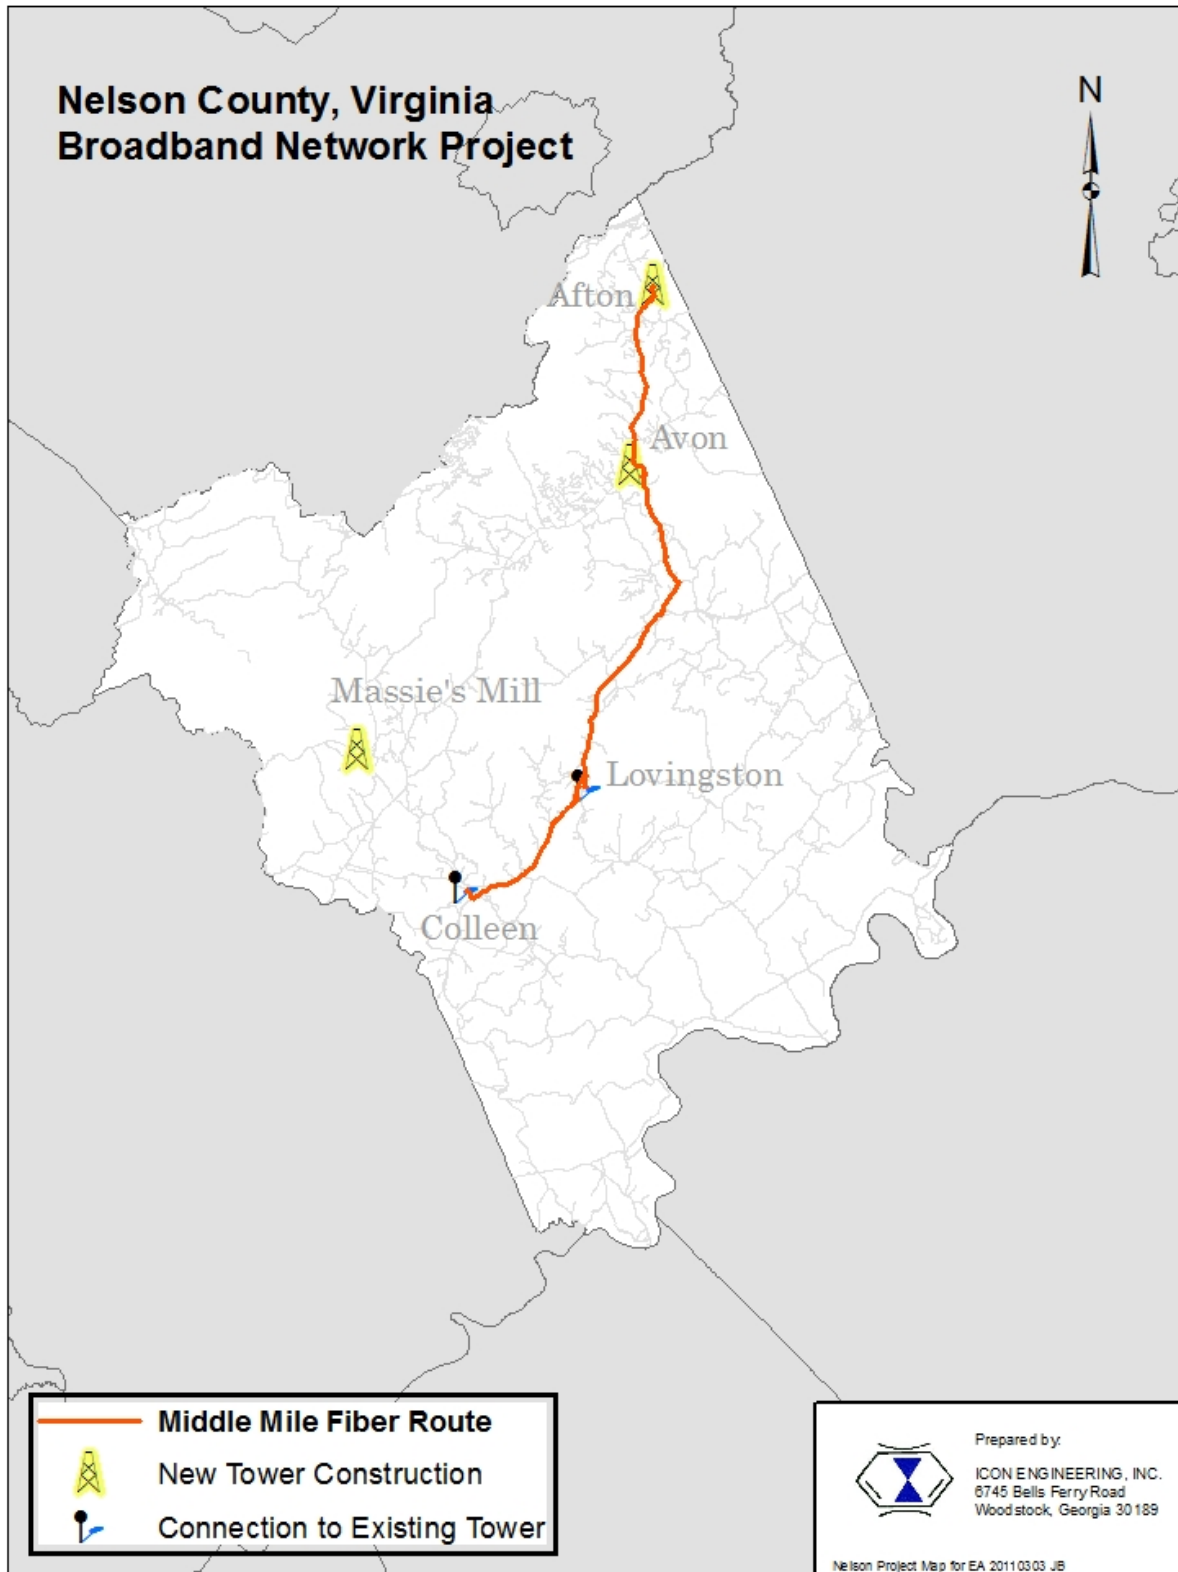 Nelson County, Virginia
Broadband Network Project
N
Afton
Avon
Massie's Mill
Lovingston
Colleen
Middle Mile Fiber Route
New Tower Construction
Connection to Existing Tower
Prepared by:
ICON ENGINEERING, INC.
6745 Bells Ferry Road
Woodstock, Georgia 30189
Nelson Project Map for EA 20110303 JB